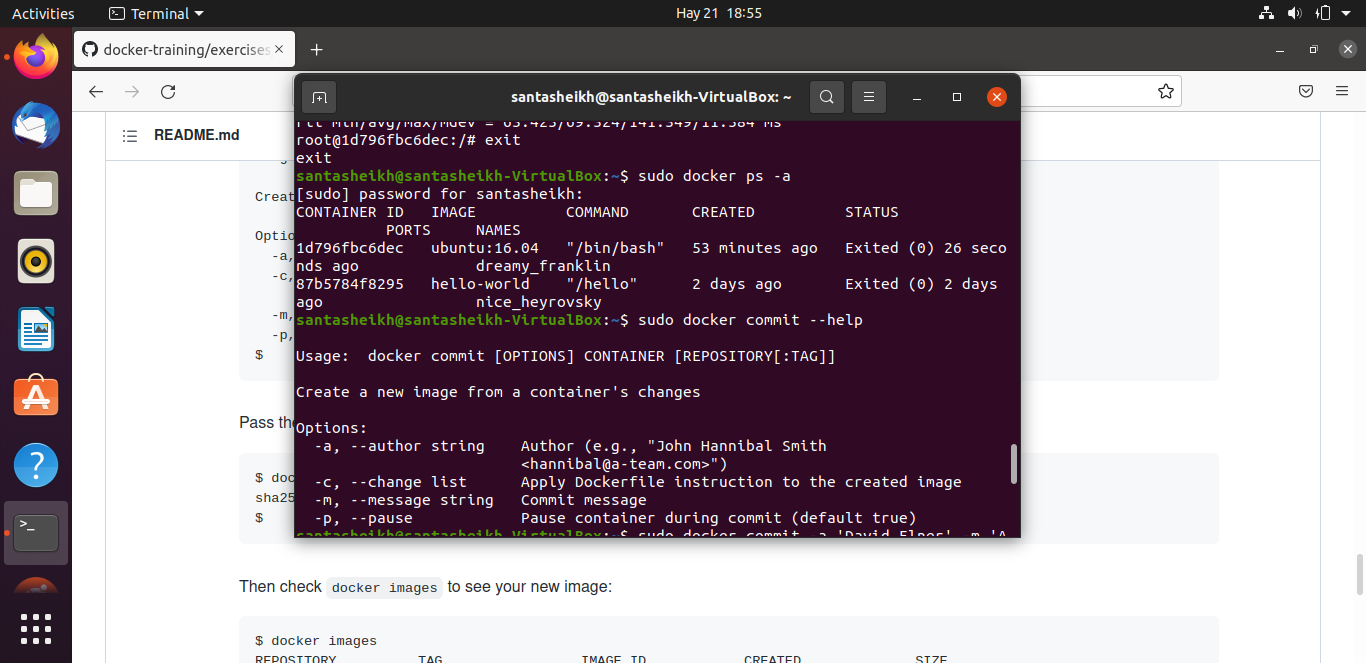 Activities
Terminal
Hay 21 18:55
docker-training/exercises
README.md
santasheikh@santasheikh-VirtualBox: ~
rtt min/avg/max/mdev = 65.425/69.324/141.349/11.384 ms
root@1d796fbc6dec:/# exit
exit
santasheikh@santasheikh-VirtualBox:~$ sudo docker ps -a
[sudo] password for santasheikh:
CONTAINER ID   IMAGE          COMMAND       CREATED          STATUS
          PORTS     NAMES
1d796fbc6dec   ubuntu:16.04   "/bin/bash"   53 minutes ago   Exited (0) 26 seco
nds ago             dreamy_franklin
87b5784f8295   hello-world    "/hello"      2 days ago       Exited (0) 2 days
ago                 nice_heyrovsky
santasheikh@santasheikh-VirtualBox:~$ sudo docker commit --help
Usage:  docker commit [OPTIONS] CONTAINER [REPOSITORY[:TAG]]
Create a new image from a container's changes
Options:
  -a, --author string    Author (e.g., "John Hannibal Smith
                         <hannibal@a-team.com>")
  -c, --change list      Apply Dockerfile instruction to the created image
  -m, --message string   Commit message
  -p, --pause            Pause container during commit (default true)
santasheikh@santasheikh-VirtualBox:~$ sudo docker commit -a 'David Elner' -m 'A
Creat
Optio
-a,
-c,
-m,
-p,
$
Pass the
$ doc
sha25
$
Then check docker images to see your new image:
$ docker images
REPOSITORY          TAG                 IMAGE ID            CREATED             SIZE